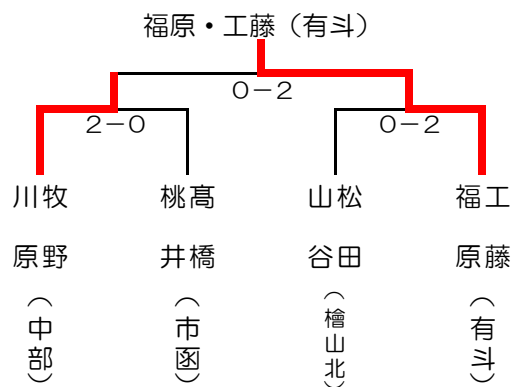 福原・工藤（有斗）
0－2
2－0
0－2
川原（中部）
牧野
桃井（市函）
髙橋
山谷（檜山北）
松田
福原（有斗）
工藤